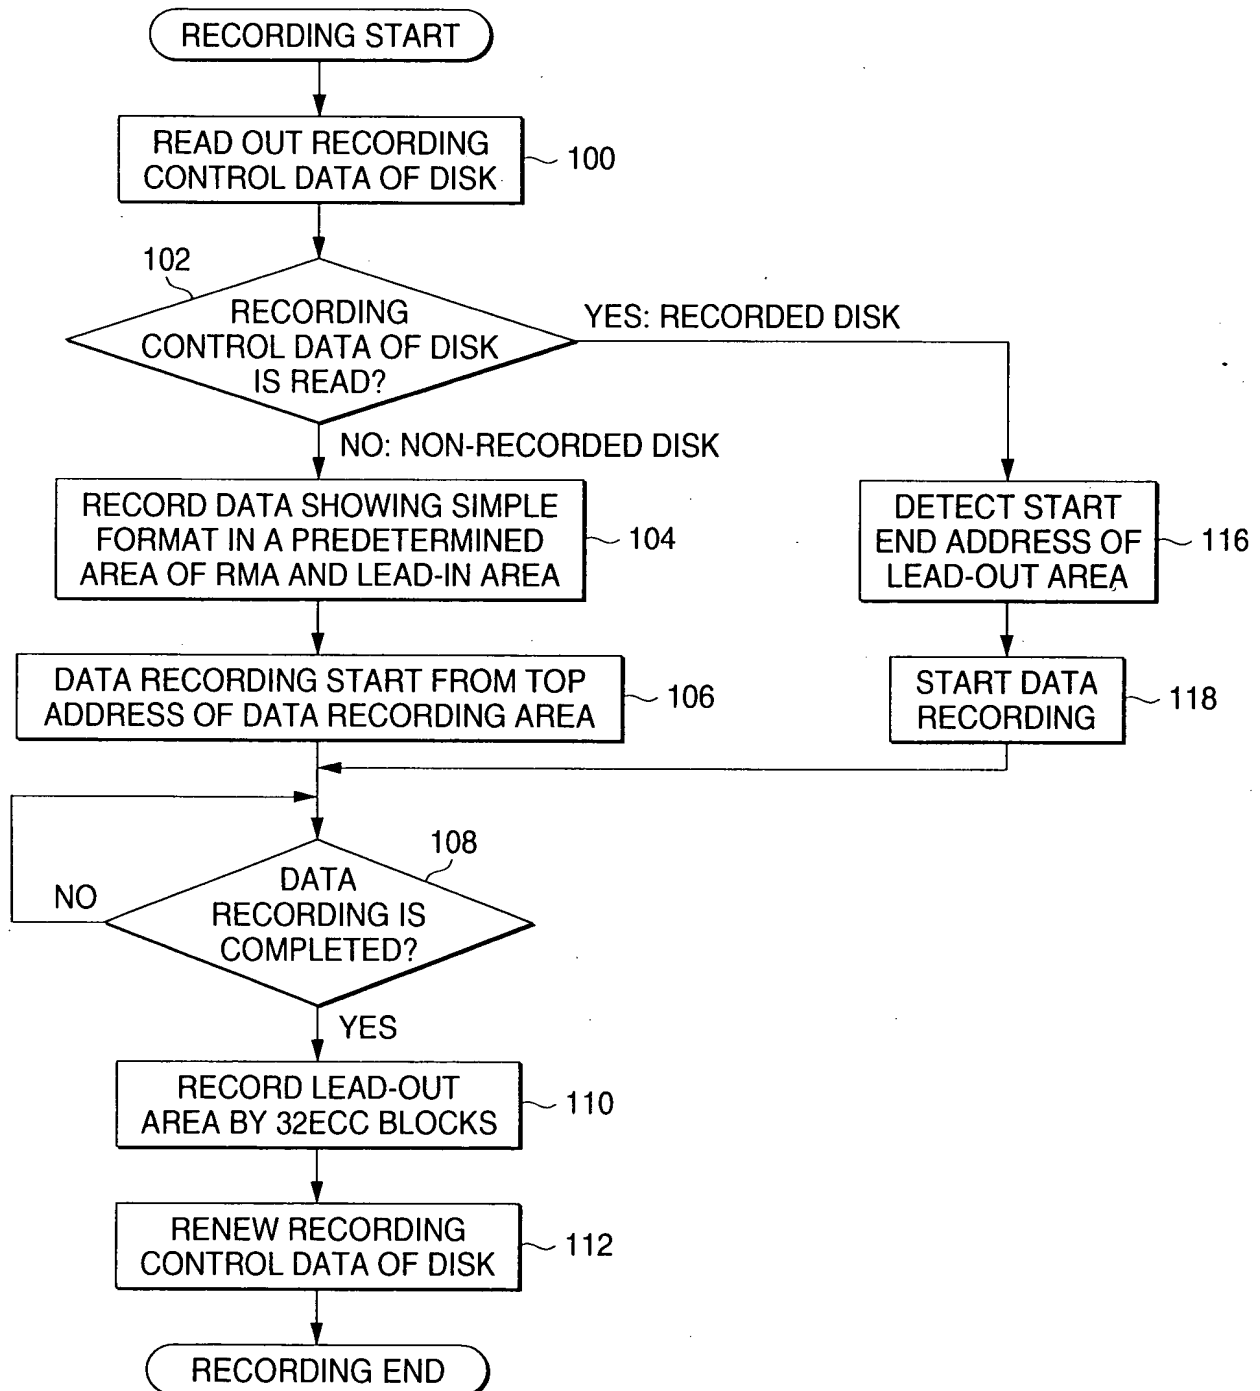 RECORDING START
READ OUT RECORDING
CONTROL DATA OF DISK
100
102
RECORDING
CONTROL DATA OF DISK
IS READ?
YES: RECORDED DISK
NO: NON-RECORDED DISK
RECORD DATA SHOWING SIMPLE
FORMAT IN A PREDETERMINED
AREA OF RMA AND LEAD-IN AREA
104
DETECT START
END ADDRESS OF
LEAD-OUT AREA
116
DATA RECORDING START FROM TOP
ADDRESS OF DATA RECORDING AREA
106
START DATA
RECORDING
118
108
DATA
RECORDING IS
COMPLETED?
NO
YES
RECORD LEAD-OUT
AREA BY 32ECC BLOCKS
110
RENEW RECORDING
CONTROL DATA OF DISK
112
RECORDING END